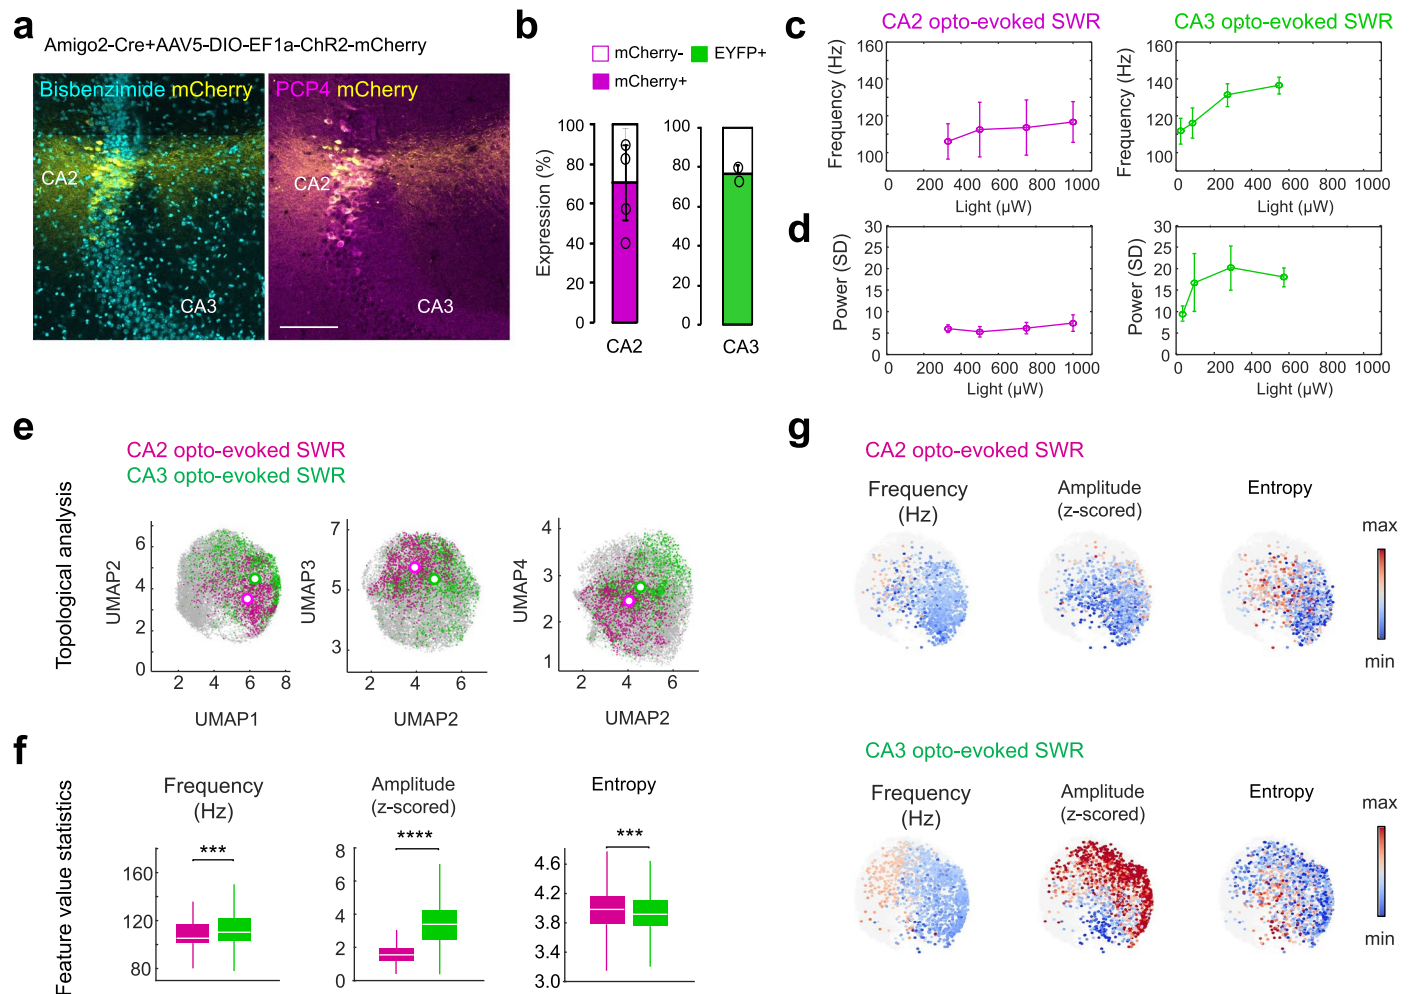 a
Amigo2-Cre+AAV5-DIO-EF1a-ChR2-mCherry
Bisbenzimide mCherry
CA2
CA3
PCP4 mCherry
CA2
CA3
b
mCherry-
EYFP+
mCherry+
Expression (%)
100
80
60
40
20
0
CA2
100
80
60
40
20
0
CA3
c
CA2 opto-evoked SWR
Frequency (Hz)
160
140
120
100
0 200 400 600 800 1000
Light (µW)
CA3 opto-evoked SWR
Frequency (Hz)
160
140
120
100
0 200 400 600 800 1000
Light (µW)
d
Power (SD)
30
25
20
15
10
5
0
0 200 400 600 800 1000
Light (µW)
Power (SD)
30
25
20
15
10
5
0
0 200 400 600 800 1000
Light (µW)
e
CA2 opto-evoked SWR
CA3 opto-evoked SWR
Topological analysis
UMAP2
6
4
2
0
2 4 6 8
UMAP1
UMAP3
7
5
3
2 4 6
UMAP2
UMAP4
4
3
2
1
2 4 6
UMAP2
f
Feature value statistics
Frequency
(Hz)
***
160
120
80
Amplitude
(z-scored)
****
8
6
4
2
0
Entropy
***
4.6
4.2
3.8
3.4
3.0
g
CA2 opto-evoked SWR
Frequency
(Hz)
Amplitude
(z-scored)
Entropy
max
min
CA3 opto-evoked SWR
Frequency
(Hz)
Amplitude
(z-scored)
Entropy
max
min